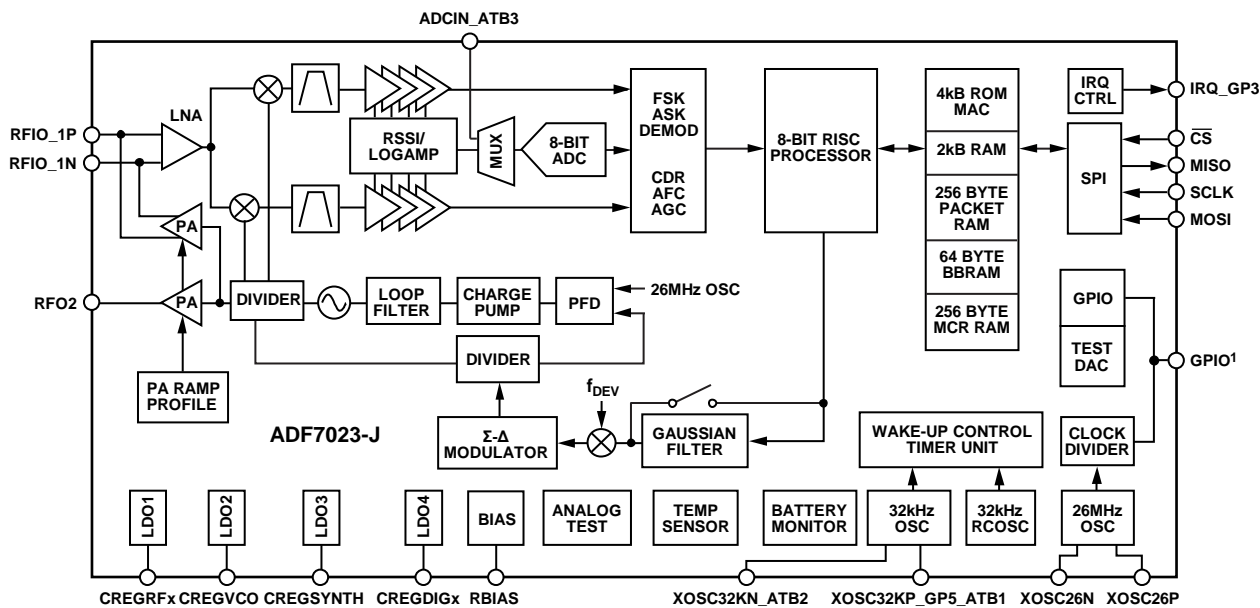 ADCIN_ATB3
RFIO_1P
RFIO_1N
LNA
RSSI/
LOGAMP
MUX
8-BIT
ADC
FSK
ASK
DEMOD
CDR
AFC
AGC
8-BIT RISC
PROCESSOR
4kB ROM
MAC
2kB RAM
256 BYTE
PACKET
RAM
64 BYTE
BBRAM
256 BYTE
MCR RAM
IRQ
CTRL
SPI
IRQ_GP3
CS
MISO
SCLK
MOSI
PA
PA
RFO2
DIVIDER
LOOP
FILTER
CHARGE
PUMP
PFD
26MHz OSC
DIVIDER
GPIO
TEST
DAC
GPIO1
PA RAMP
PROFILE
fDEV
ADF7023-J
Σ-Δ
MODULATOR
GAUSSIAN
FILTER
WAKE-UP CONTROL
TIMER UNIT
CLOCK
DIVIDER
LDO1
LDO2
LDO3
LDO4
BIAS
ANALOG
TEST
TEMP
SENSOR
BATTERY
MONITOR
32kHz
OSC
32kHz
RCOSC
26MHz
OSC
CREGRFx
CREGVCO
CREGSYNTH
CREGDIGx
RBIAS
XOSC32KN_ATB2
XOSC32KP_GP5_ATB1
XOSC26N
XOSC26P